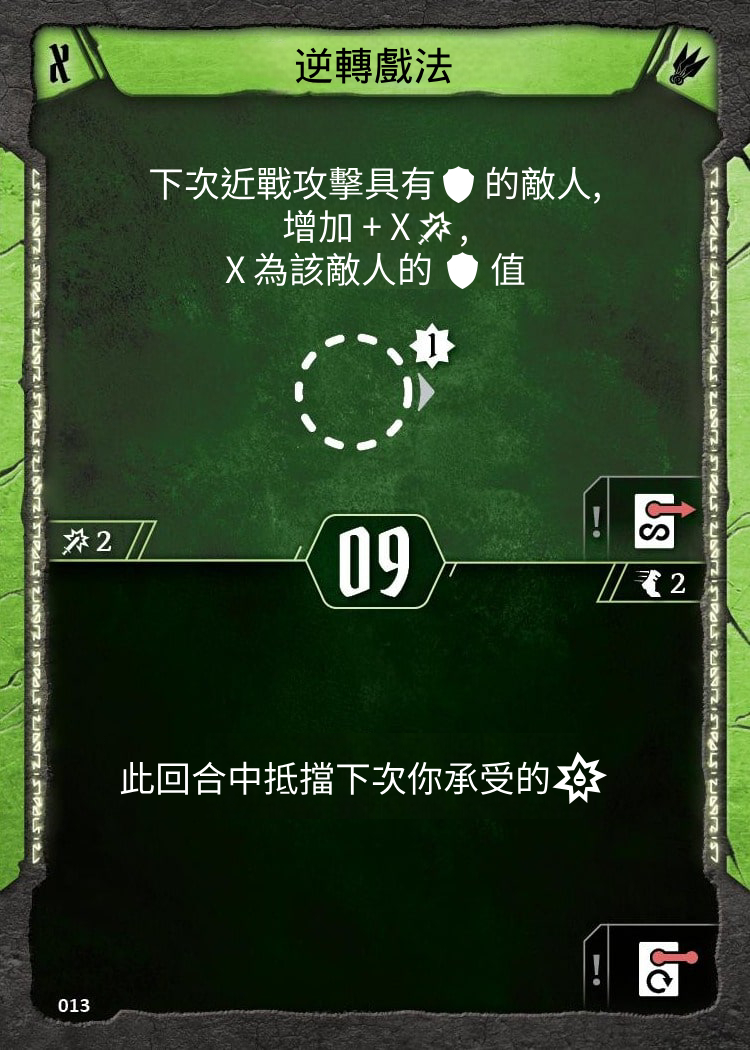 逆轉戲法
下次近戰攻擊具有 的敵人,
增加 + X ,
X 為該敵人的 值
1
!
2
09
2
此回合中抵擋下次你承受的
!
013